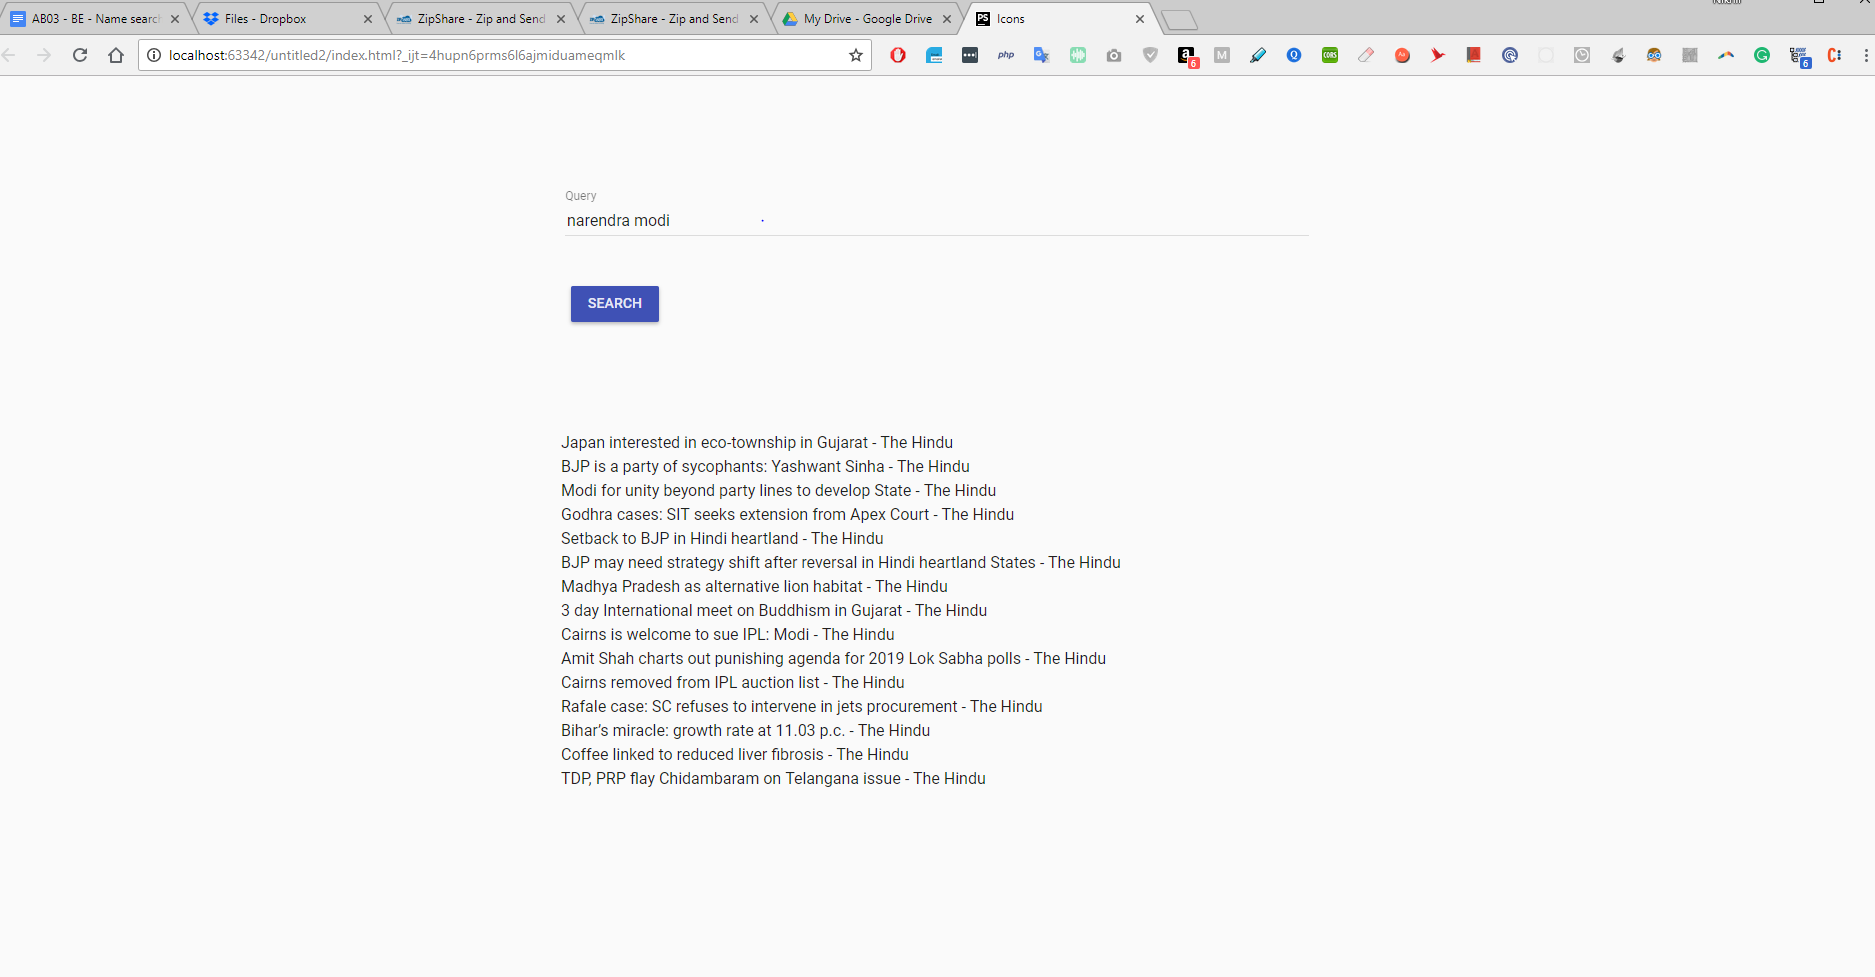 AB03 - BE - Name search
Files - Dropbox
ZipShare - Zip and Send
ZipShare - Zip and Send
My Drive - Google Drive
PS
Icons
localhost:63342/untitled2/index.html?_ijt=4hupn6prms6l6ajmiduameqmlk
php
6
M
Q
CORS
6
Query
narendra modi
SEARCH
Japan interested in eco-township in Gujarat - The Hindu
BJP is a party of sycophants: Yashwant Sinha - The Hindu
Modi for unity beyond party lines to develop State - The Hindu
Godhra cases: SIT seeks extension from Apex Court - The Hindu
Setback to BJP in Hindi heartland - The Hindu
BJP may need strategy shift after reversal in Hindi heartland States - The Hindu
Madhya Pradesh as alternative lion habitat - The Hindu
3 day International meet on Buddhism in Gujarat - The Hindu
Cairns is welcome to sue IPL: Modi - The Hindu
Amit Shah charts out punishing agenda for 2019 Lok Sabha polls - The Hindu
Cairns removed from IPL auction list - The Hindu
Rafale case: SC refuses to intervene in jets procurement - The Hindu
Bihar’s miracle: growth rate at 11.03 p.c. - The Hindu
Coffee linked to reduced liver fibrosis - The Hindu
TDP, PRP flay Chidambaram on Telangana issue - The Hindu